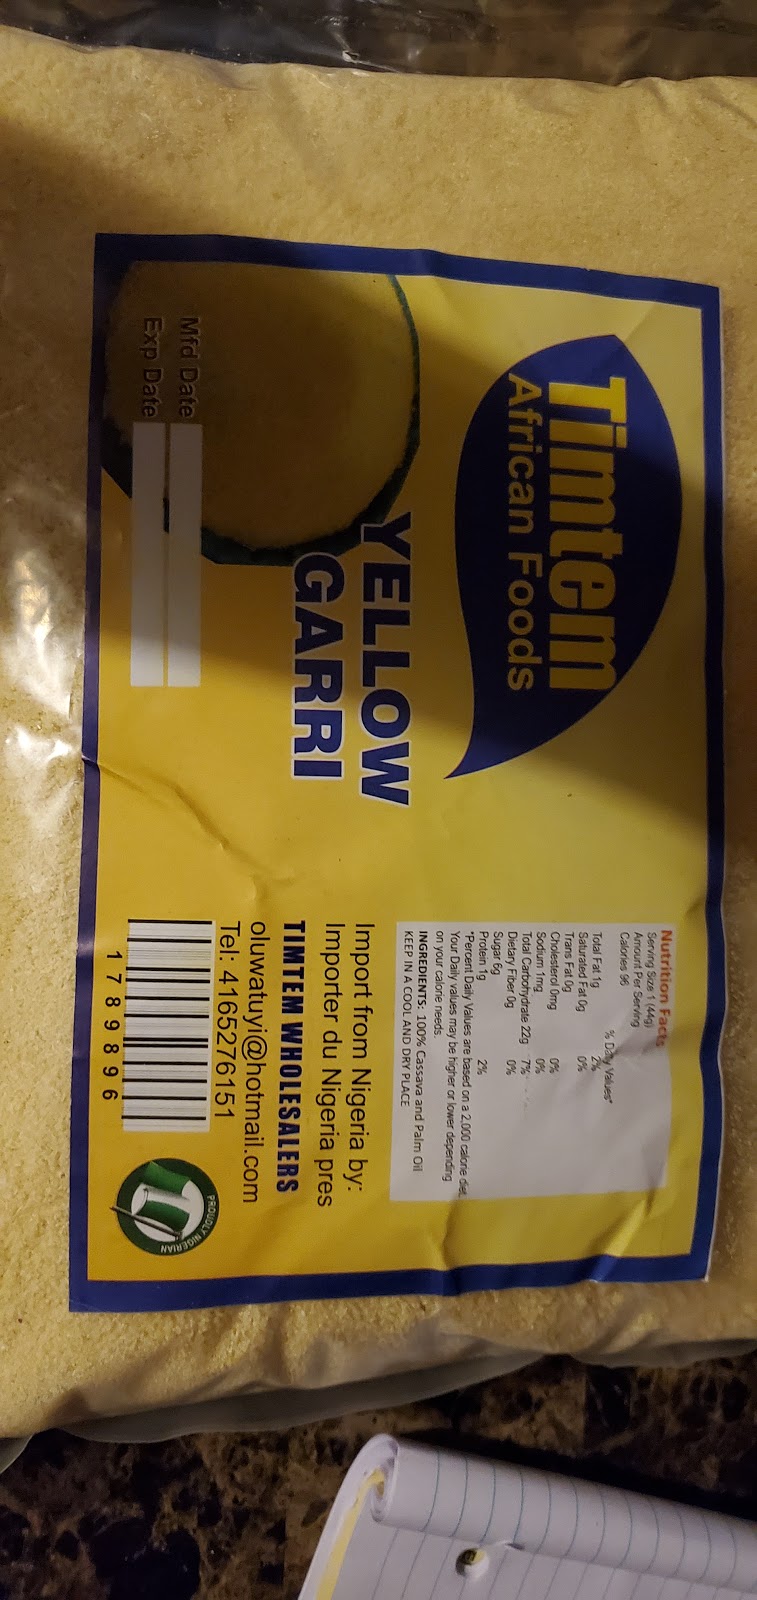 Timtem
African Foods
YELLOW
GARRI
Mfd Date
Exp Date
Nutrition Facts
Serving Size 1 (44g)
Amount Per Serving
Calories 96
% Daily Values*
Total Fat 1g 2%
Saturated Fat 0g 0%
Trans Fat 0g
Cholesterol 0mg 0%
Sodium 1mg 0%
Total Carbohydrate 22g 7%
Dietary Fiber 0g 0%
Sugar 6g
Protein 1g 2%
*Percent Daily Values are based on a 2,000 calorie diet.
Your Daily values may be higher or lower depending
on your calorie needs.
INGREDIENTS: 100% Cassava and Palm Oil
KEEP IN A COOL AND DRY PLACE
Import from Nigeria by:
Importer du Nigeria pres
TIMTEM WHOLESALERS
oluwatuyi@hotmail.com
Tel: 4165276151
1789896
PROUDLY NIGERIAN